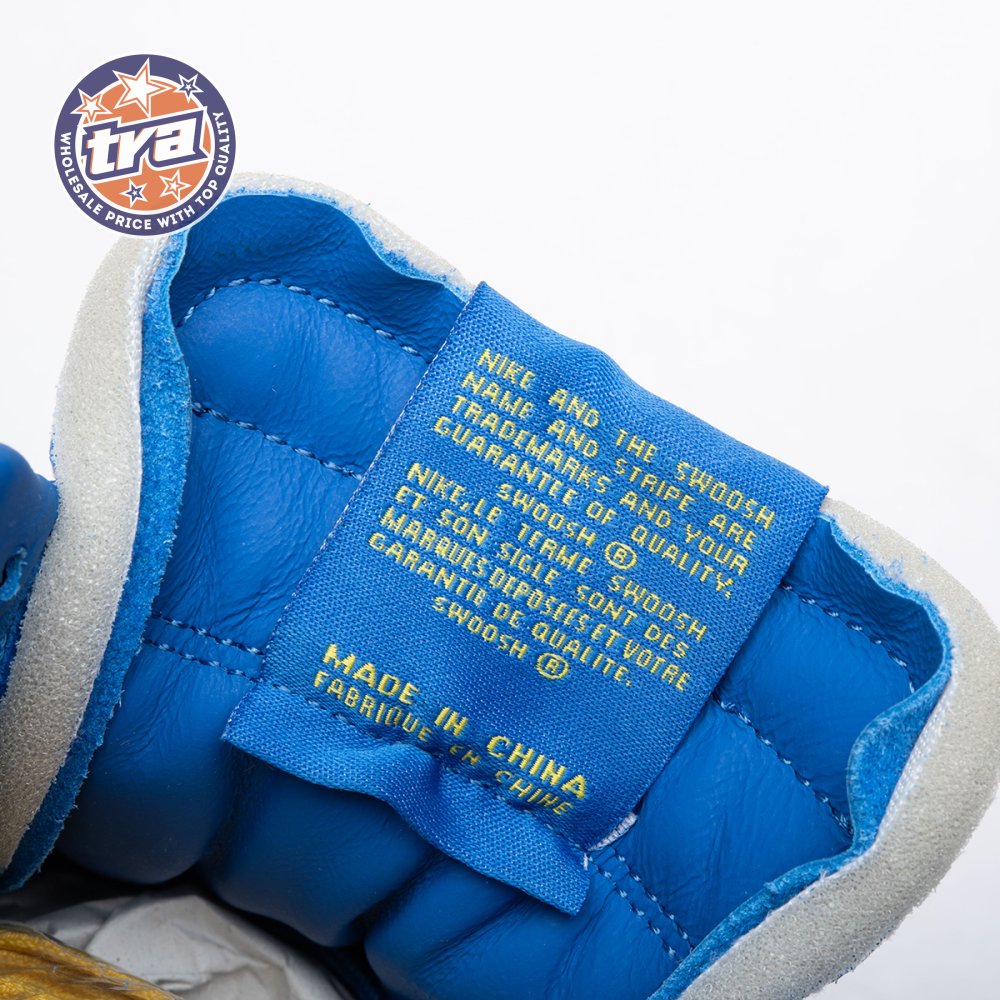 tra
WHOLESALE PRICE WITH TOP QUALITY
NIKE AND THE SWOOSH
NAME AND STRIPE ARE
TRADEMARKS AND YOUR
GUARANTEE OF QUALITY.
SWOOSH ®
NIKE,LE TERME SWOOSH
ET SON SIGLE SONT DES
MARQUES DEPOSEES ET VOTRE
GARANTIE DE QUALITE.
SWOOSH ®
MADE IN CHINA
FABRIQUE EN CHINE